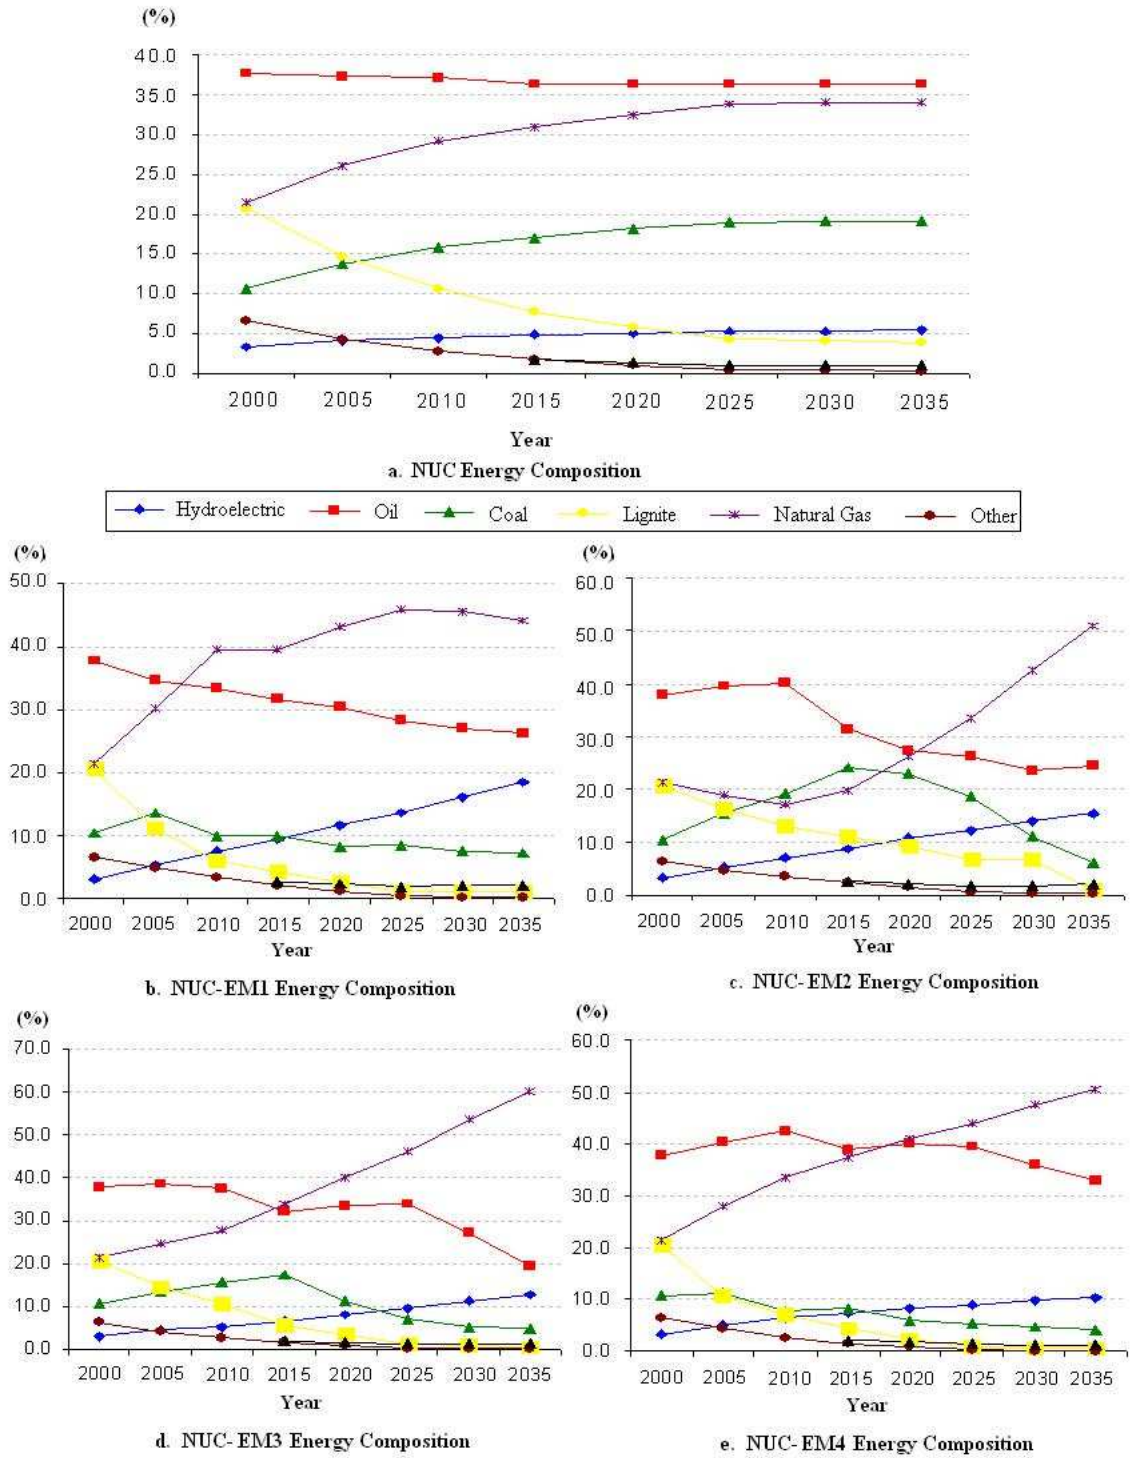 (%)
40.0
35.0
30.0
25.0
20.0
15.0
10.0
5.0
0.0
2000 2005 2010 2015 2020 2025 2030 2035
Year
a. NUC Energy Composition
Hydroelectric Oil Coal Lignite Natural Gas Other
(%)
50.0
40.0
30.0
20.0
10.0
0.0
2000 2005 2010 2015 2020 2025 2030 2035
Year
b. NUC-EM1 Energy Composition
(%)
60.0
50.0
40.0
30.0
20.0
10.0
0.0
2000 2005 2010 2015 2020 2025 2030 2035
Year
c. NUC-EM2 Energy Composition
(%)
70.0
60.0
50.0
40.0
30.0
20.0
10.0
0.0
2000 2005 2010 2015 2020 2025 2030 2035
Year
d. NUC-EM3 Energy Composition
(%)
60.0
50.0
40.0
30.0
20.0
10.0
0.0
2000 2005 2010 2015 2020 2025 2030 2035
Year
e. NUC-EM4 Energy Composition